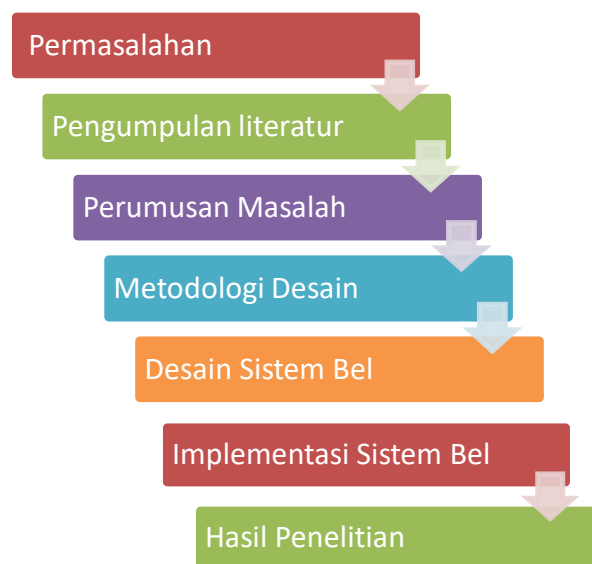 Permasalahan
Pengumpulan literatur
Perumusan Masalah
Metodologi Desain
Desain Sistem Bel
Implementasi Sistem Bel
Hasil Penelitian